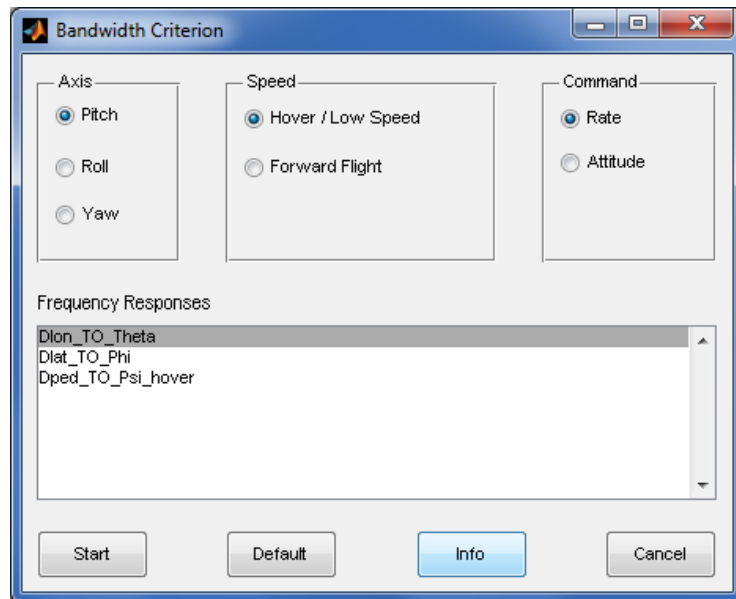 Bandwidth Criterion
Axis
Pitch
Roll
Yaw
Speed
Hover / Low Speed
Forward Flight
Command
Rate
Attitude
Frequency Responses
Dlon_TO_Theta
Dlat_TO_Phi
Dped_TO_Psi_hover
Start
Default
Info
Cancel